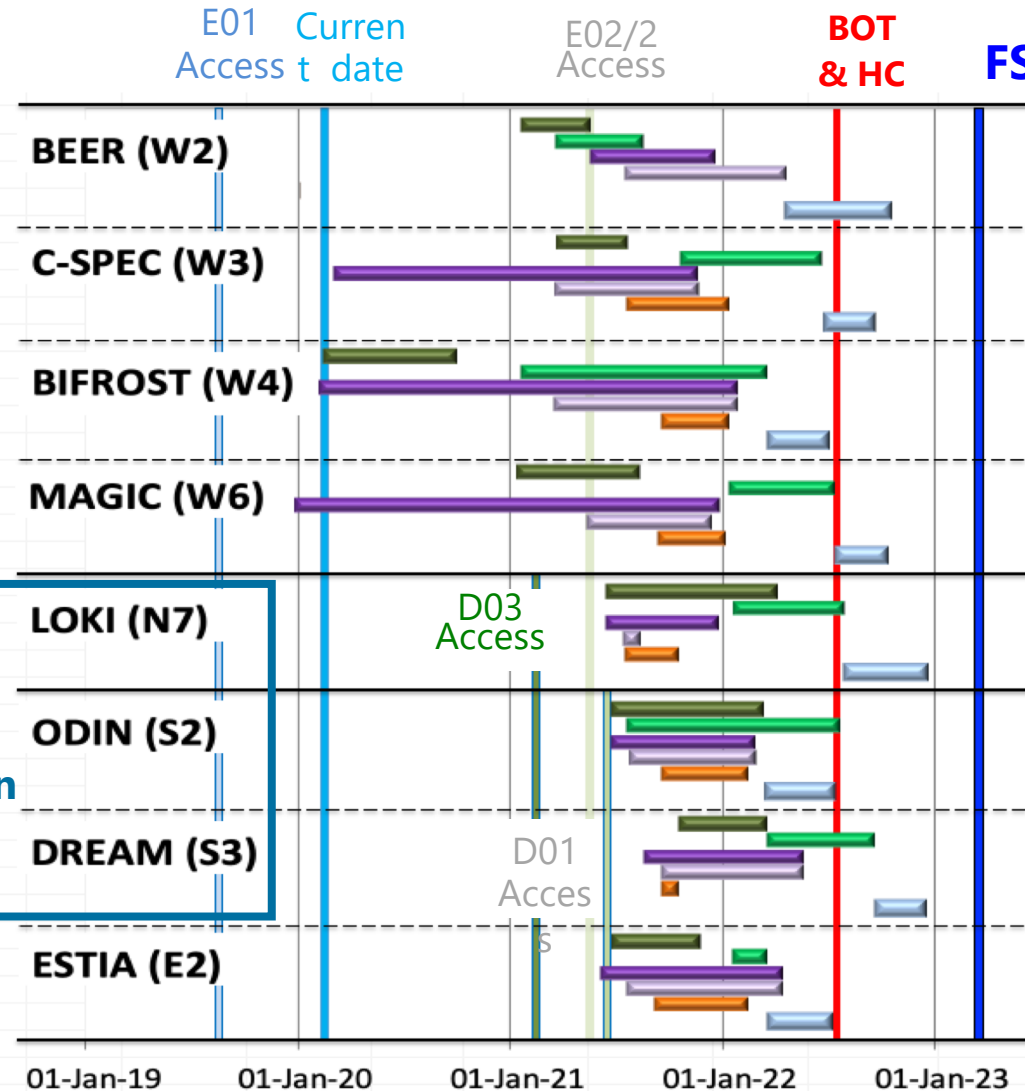 E01
Access
Curren
t date
E02/2
Access
BOT
& HC
FS
BEER (W2)
C-SPEC (W3)
BIFROST (W4)
MAGIC (W6)
LOKI (N7)
D03
Access
ODIN (S2)
n
DREAM (S3)
D01
Acces
s
ESTIA (E2)
01-Jan-19 01-Jan-20 01-Jan-21 01-Jan-22 01-Jan-23